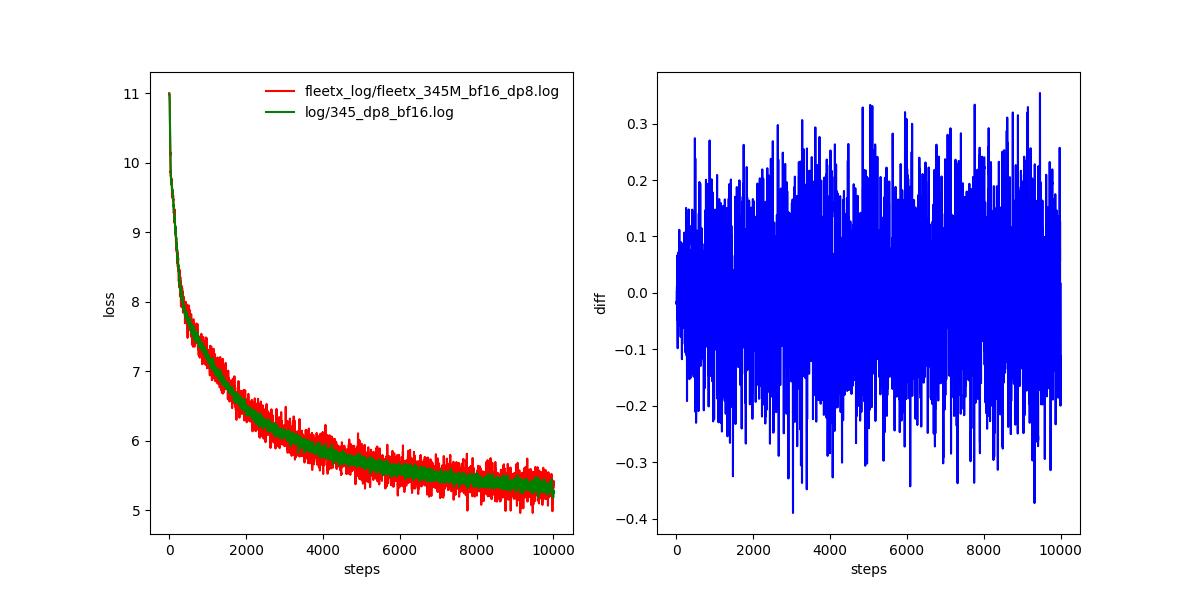 fleetx_log/fleetx_345M_bf16_dp8.log
log/345_dp8_bf16.log
11
10
9
8
7
6
5
loss
0 2000 4000 6000 8000 10000
steps
0.3
0.2
0.1
0.0
−0.1
−0.2
−0.3
−0.4
diff
0 2000 4000 6000 8000 10000
steps